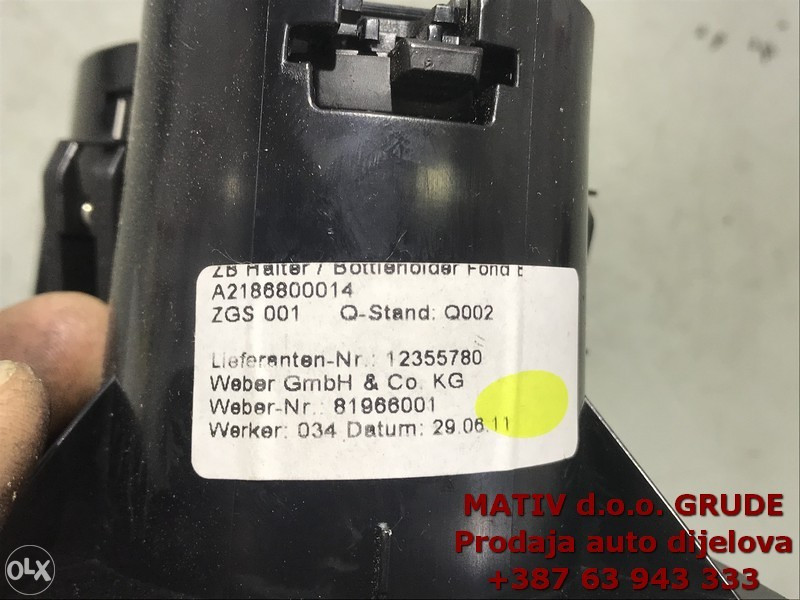 ZB Halter / Bottleholder Fond E
A2186800014
ZGS 001 Q-Stand: Q002
Lieferanten-Nr.: 12355780
Weber GmbH & Co. KG
Weber-Nr.: 81966001
Werker: 034 Datum: 29.06.11
MATIV d.o.o. GRUDE
Prodaja auto dijelova
+387 63 943 333
OLX